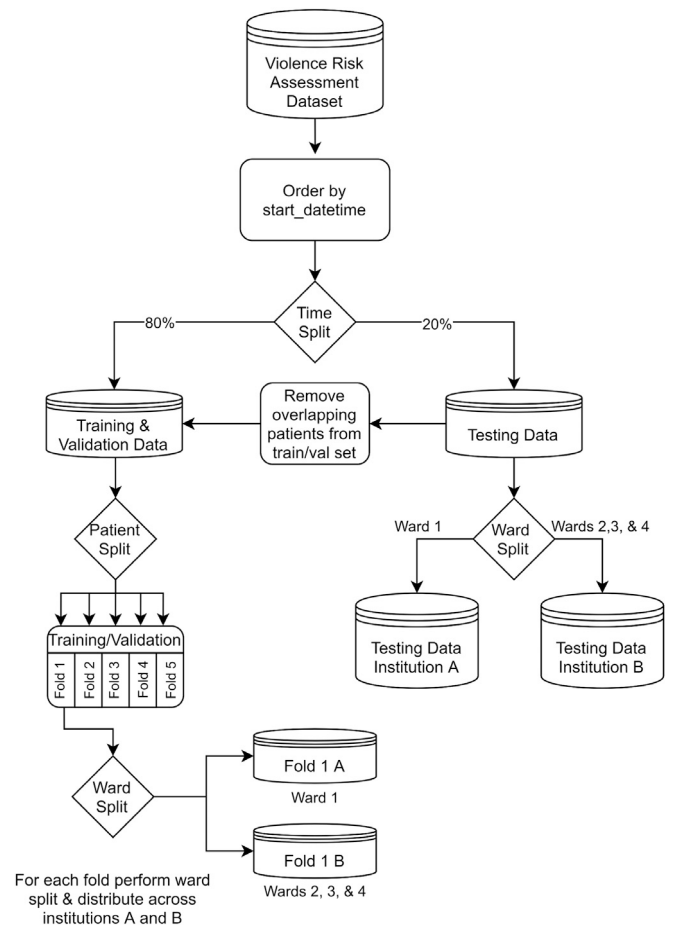 Violence Risk
Assessment
Dataset
Order by
start_datetime
Time
Split
80%
20%
Training &
Validation Data
Remove
overlapping
patients from
train/val set
Testing Data
Patient
Split
Ward 1
Ward
Split
Wards 2,3, & 4
Testing Data
Institution A
Testing Data
Institution B
Training/Validation
Fold 1
Fold 2
Fold 3
Fold 4
Fold 5
Ward
Split
Fold 1 A
Ward 1
Fold 1 B
Wards 2, 3, & 4
For each fold perform ward
split & distribute across
institutions A and B